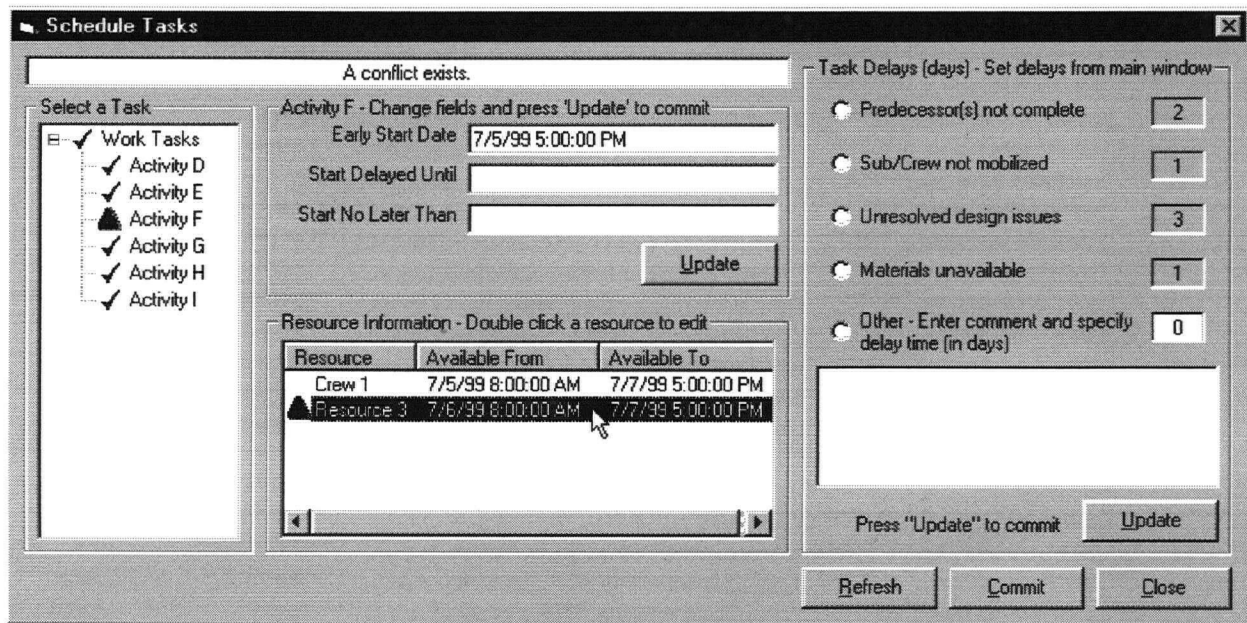 Schedule Tasks
A conflict exists.
Select a Task
Work Tasks
Activity D
Activity E
Activity F
Activity G
Activity H
Activity I
Activity F - Change fields and press 'Update' to commit
Early Start Date 7/5/99 5:00:00 PM
Start Delayed Until
Start No Later Than
Update
Resource Information - Double click a resource to edit
Resource Available From Available To
Crew 1 7/5/99 8:00:00 AM 7/7/99 5:00:00 PM
Resource 3 7/6/99 8:00:00 AM 7/7/99 5:00:00 PM
Task Delays (days) - Set delays from main window
Predecessor(s) not complete 2
Sub/Crew not mobilized 1
Unresolved design issues 3
Materials unavailable 1
Other - Enter comment and specify 0
delay time (in days)
Press "Update" to commit Update
Refresh Commit Close